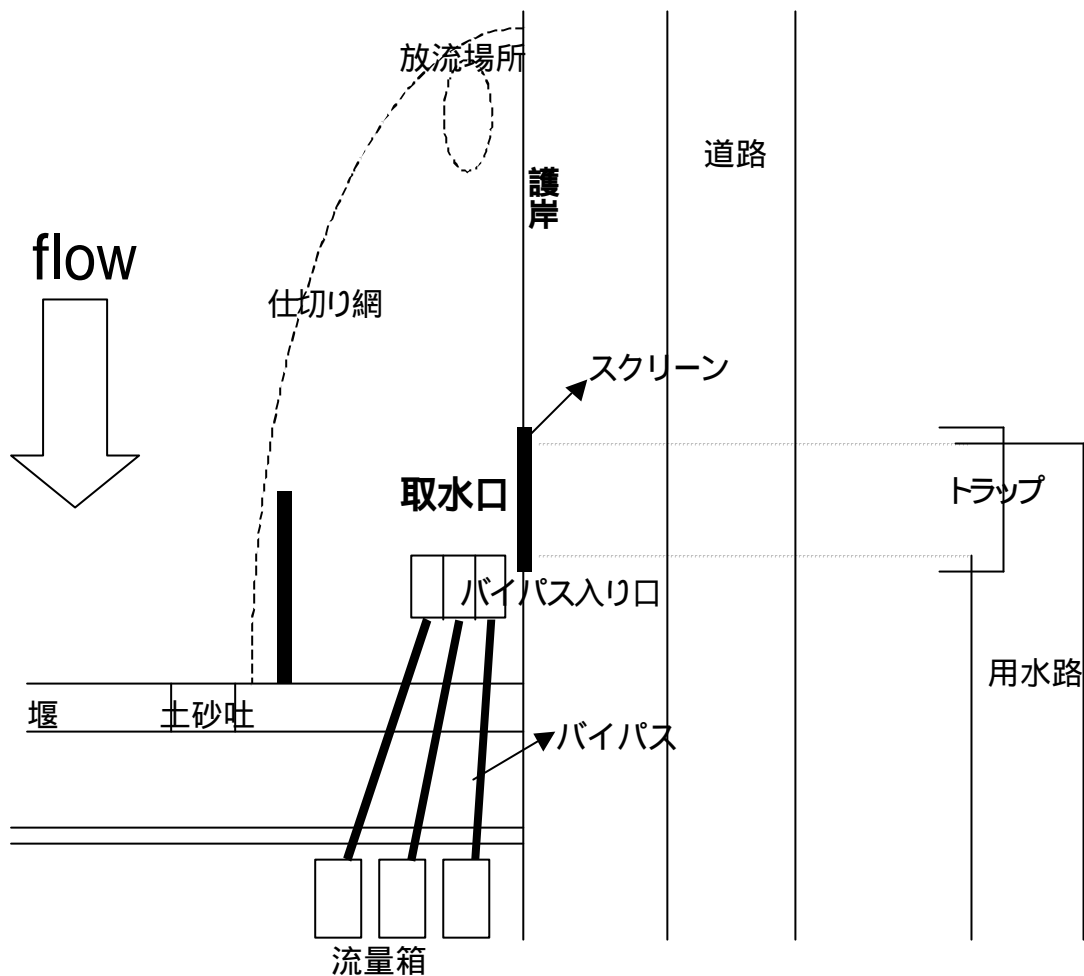 放流場所
道路
護岸
flow
仕切り網
スクリーン
取水口
トラップ
バイパス入り口
用水路
堰
土砂吐
バイパス
流量箱